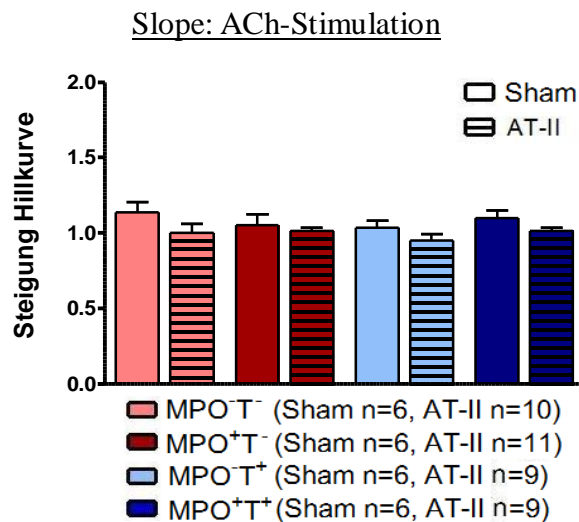 Slope: ACh-Stimulation
Steigung Hillkurve
2.0
1.5
1.0
0.5
0.0
Sham
AT-II
MPO⁻T⁻ (Sham n=6, AT-II n=10)
MPO⁺T⁻ (Sham n=6, AT-II n=11)
MPO⁻T⁺ (Sham n=6, AT-II n=9)
MPO⁺T⁺ (Sham n=6, AT-II n=9)